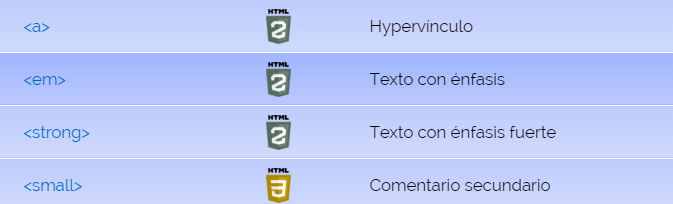 <a> HTML 2 Hypervínculo
<em> HTML 2 Texto con énfasis
<strong> HTML 2 Texto con énfasis fuerte
<small> HTML 3 Comentario secundario